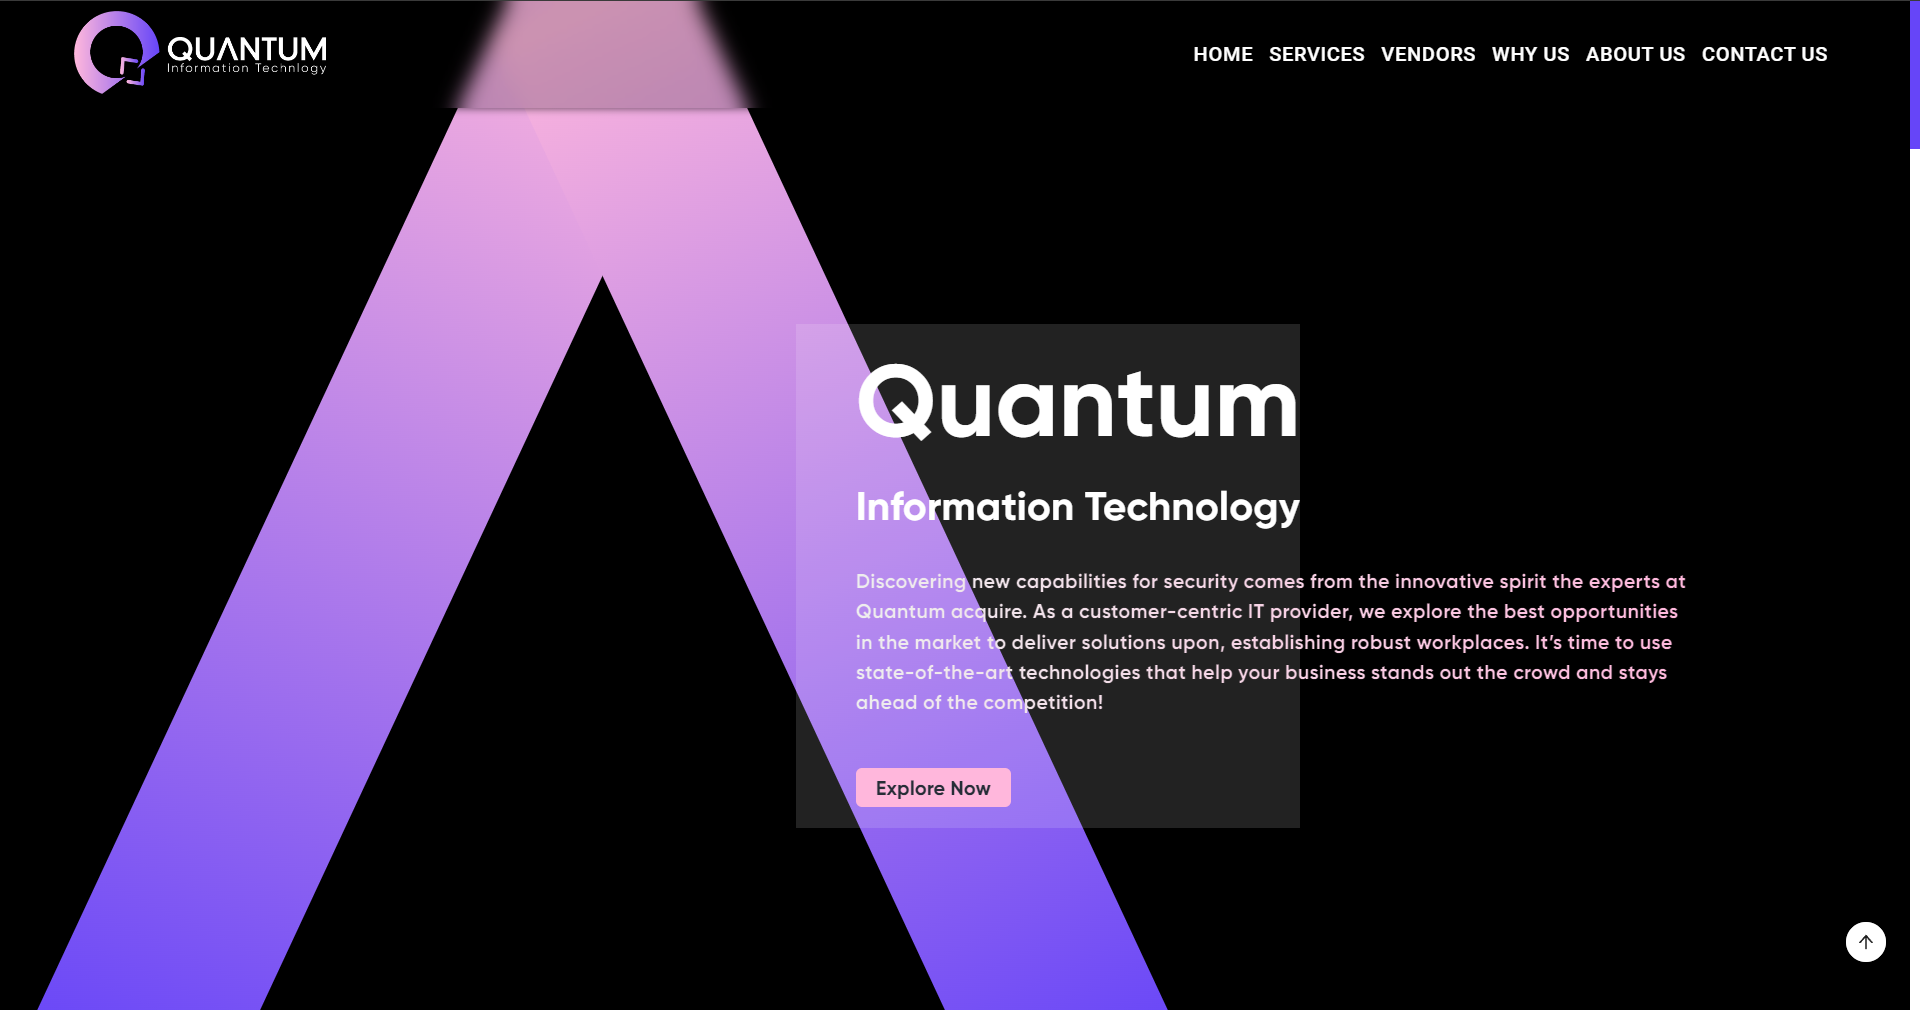 QUANTUM
Information Technlogy
HOME SERVICES VENDORS WHY US ABOUT US CONTACT US
Quantum
Information Technology
Discovering new capabilities for security comes from the innovative spirit the experts at
Quantum acquire. As a customer-centric IT provider, we explore the best opportunities
in the market to deliver solutions upon, establishing robust workplaces. It’s time to use
state-of-the-art technologies that help your business stands out the crowd and stays
ahead of the competition!
Explore Now